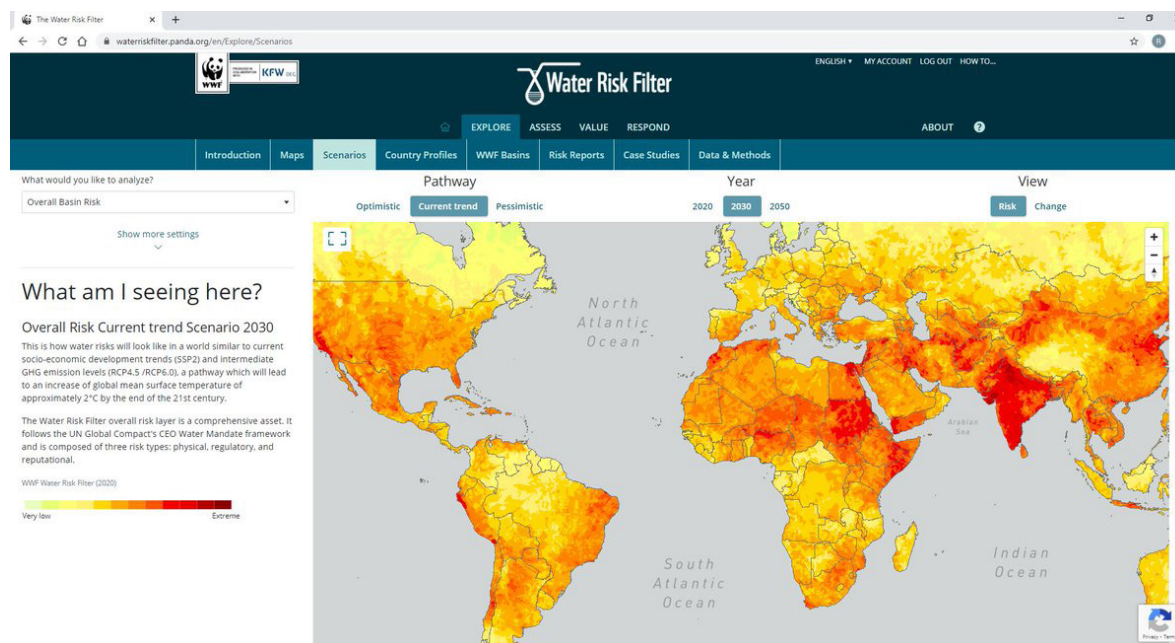 The Water Risk Filter
waterriskfilter.panda.org/en/Explore/Scenarios
R
WWF
KFW DEG
Water Risk Filter
ENGLISH
MY ACCOUNT
LOG OUT
HOW TO...
EXPLORE
ASSESS
VALUE
RESPOND
ABOUT
?
Introduction
Maps
Scenarios
Country Profiles
WWF Basins
Risk Reports
Case Studies
Data & Methods
What would you like to analyze?
Overall Basin Risk
Show more settings
Pathway
Optimistic
Current trend
Pessimistic
Year
2020
2030
2050
View
Risk
Change
What am I seeing here?
Overall Risk Current trend Scenario 2030
This is how water risks will look like in a world similar to current
socio-economic development trends (SSP2) and intermediate
GHG emission levels (RCP4.5 /RCP6.0), a pathway which will lead
to an increase of global mean surface temperature of
approximately 2°C by the end of the 21st century.
The Water Risk Filter overall risk layer is a comprehensive asset. It
follows the UN Global Compact's CEO Water Mandate framework
and is composed of three risk types: physical, regulatory, and
reputational.
WWF Water Risk Filter (2020)
Very low
Extreme
North
Atlantic
Ocean
Arabian
Sea
South
Atlantic
Ocean
Indian
Ocean